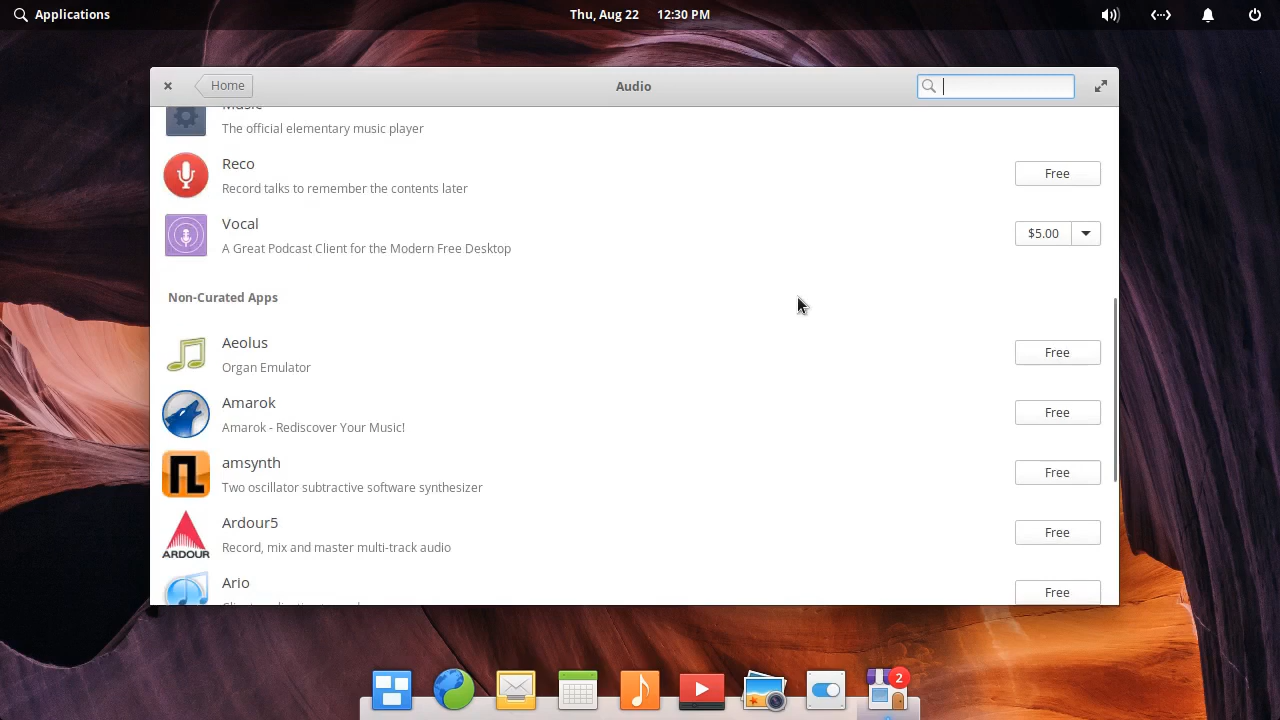 Applications
Thu, Aug 22 12:30 PM
Home
Audio
Music
The official elementary music player
Reco
Record talks to remember the contents later
Free
Vocal
A Great Podcast Client for the Modern Free Desktop
$5.00
Non-Curated Apps
Aeolus
Organ Emulator
Free
Amarok
Amarok - Rediscover Your Music!
Free
amsynth
Two oscillator subtractive software synthesizer
Free
ARDOUR
Ardour5
Record, mix and master multi-track audio
Free
Ario
Free
2